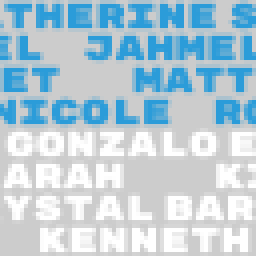 ATHERINE S
EL JAHMEL
ET MATT
NICOLE RO
GONZALO E
ARAH KI
YSTAL BAR
KENNETH